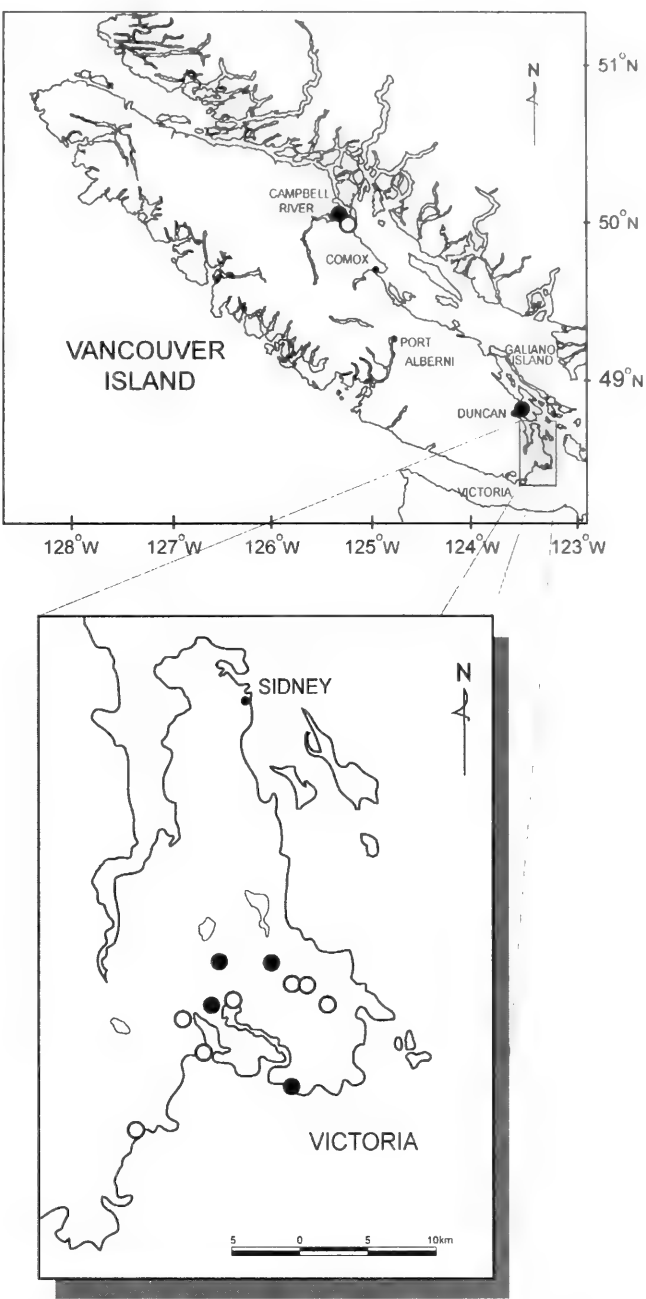 N
51°N
CAMPBELL
RIVER
50°N
COMOX
VANCOUVER
ISLAND
PORT
ALBERNI
GALIANO
ISLAND
49°N
DUNCAN
VICTORIA
128°W 127°W 126°W 125°W 124°W 123°W
N
SIDNEY
VICTORIA
5 0 5 10km